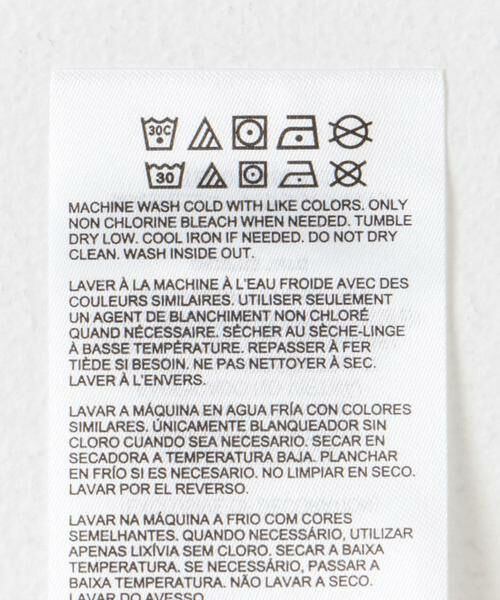 30C
30
MACHINE WASH COLD WITH LIKE COLORS. ONLY
NON CHLORINE BLEACH WHEN NEEDED. TUMBLE
DRY LOW. COOL IRON IF NEEDED. DO NOT DRY
CLEAN. WASH INSIDE OUT.
LAVER À LA MACHINE À L'EAU FROIDE AVEC DES
COULEURS SIMILAIRES. UTILISER SEULEMENT
UN AGENT DE BLANCHIMENT NON CHLORÉ
QUAND NÉCESSAIRE. SÉCHER AU SÈCHE-LINGE
À BASSE TEMPÉRATURE. REPASSER À FER
TIÈDE SI BESOIN. NE PAS NETTOYER À SEC.
LAVER À L'ENVERS.
LAVAR A MÁQUINA EN AGUA FRÍA CON COLORES
SIMILARES. ÚNICAMENTE BLANQUEADOR SIN
CLORO CUANDO SEA NECESARIO. SECAR EN
SECADORA A TEMPERATURA BAJA. PLANCHAR
EN FRÍO SI ES NECESARIO. NO LIMPIAR EN SECO.
LAVAR POR EL REVERSO.
LAVAR NA MÁQUINA A FRIO COM CORES
SEMELHANTES. QUANDO NECESSÁRIO, UTILIZAR
APENAS LIXÍVIA SEM CLORO. SECAR A BAIXA
TEMPERATURA. SE NECESSÁRIO, PASSAR A
BAIXA TEMPERATURA. NÃO LAVAR A SECO.
LAVAR DO AVESSO.